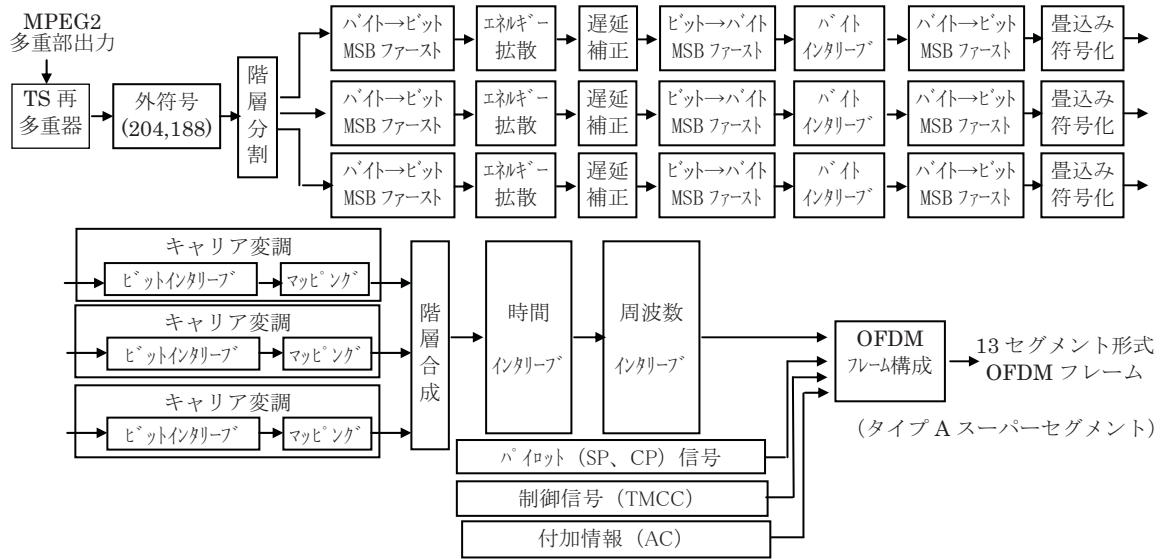 MPEG2
多重部出力
TS 再
多重器
外符号
(204,188)
階層分割
バイト→ビット
MSB ファースト
エネルギー
拡散
遅延
補正
ビット→バイト
MSB ファースト
バイト
インタリーブ
バイト→ビット
MSB ファースト
畳込み
符号化
バイト→ビット
MSB ファースト
エネルギー
拡散
遅延
補正
ビット→バイト
MSB ファースト
バイト
インタリーブ
バイト→ビット
MSB ファースト
畳込み
符号化
バイト→ビット
MSB ファースト
エネルギー
拡散
遅延
補正
ビット→バイト
MSB ファースト
バイト
インタリーブ
バイト→ビット
MSB ファースト
畳込み
符号化
キャリア変調
ビットインタリーブ
マッピング
キャリア変調
ビットインタリーブ
マッピング
キャリア変調
ビットインタリーブ
マッピング
階層合成
時間
インタリーブ
周波数
インタリーブ
OFDM
フレーム構成
13 セグメント形式
OFDM フレーム
（タイプ A スーパーセグメント）
パイロット（SP、CP）信号
制御信号（TMCC）
付加情報（AC）